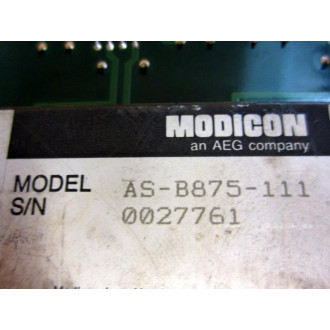 MODICON
an AEG company
MODEL AS-B875-111
S/N 0027761